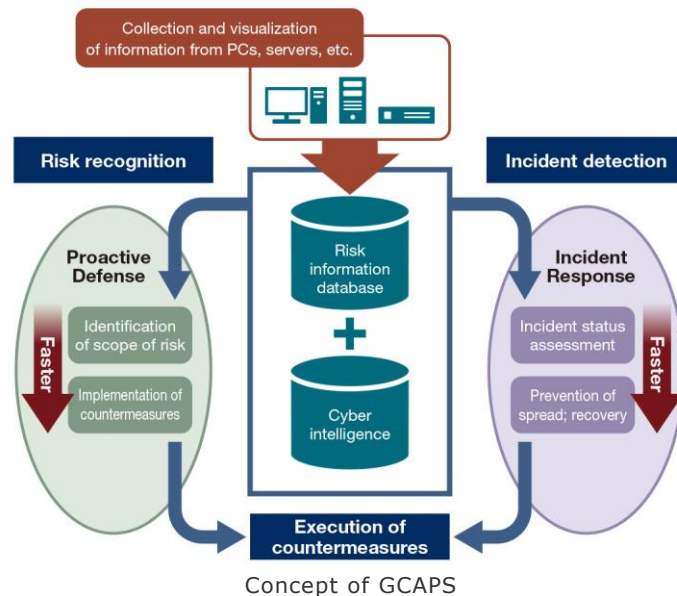 Collection and visualization
of information from PCs, servers, etc.
Risk recognition
Incident detection
Proactive
Defense
Faster
Identification
of scope of risk
Implementation of
countermeasures
Risk
information
database
+
Cyber
intelligence
Incident
Response
Incident status
assessment
Prevention of
spread; recovery
Faster
Execution of
countermeasures
Concept of GCAPS